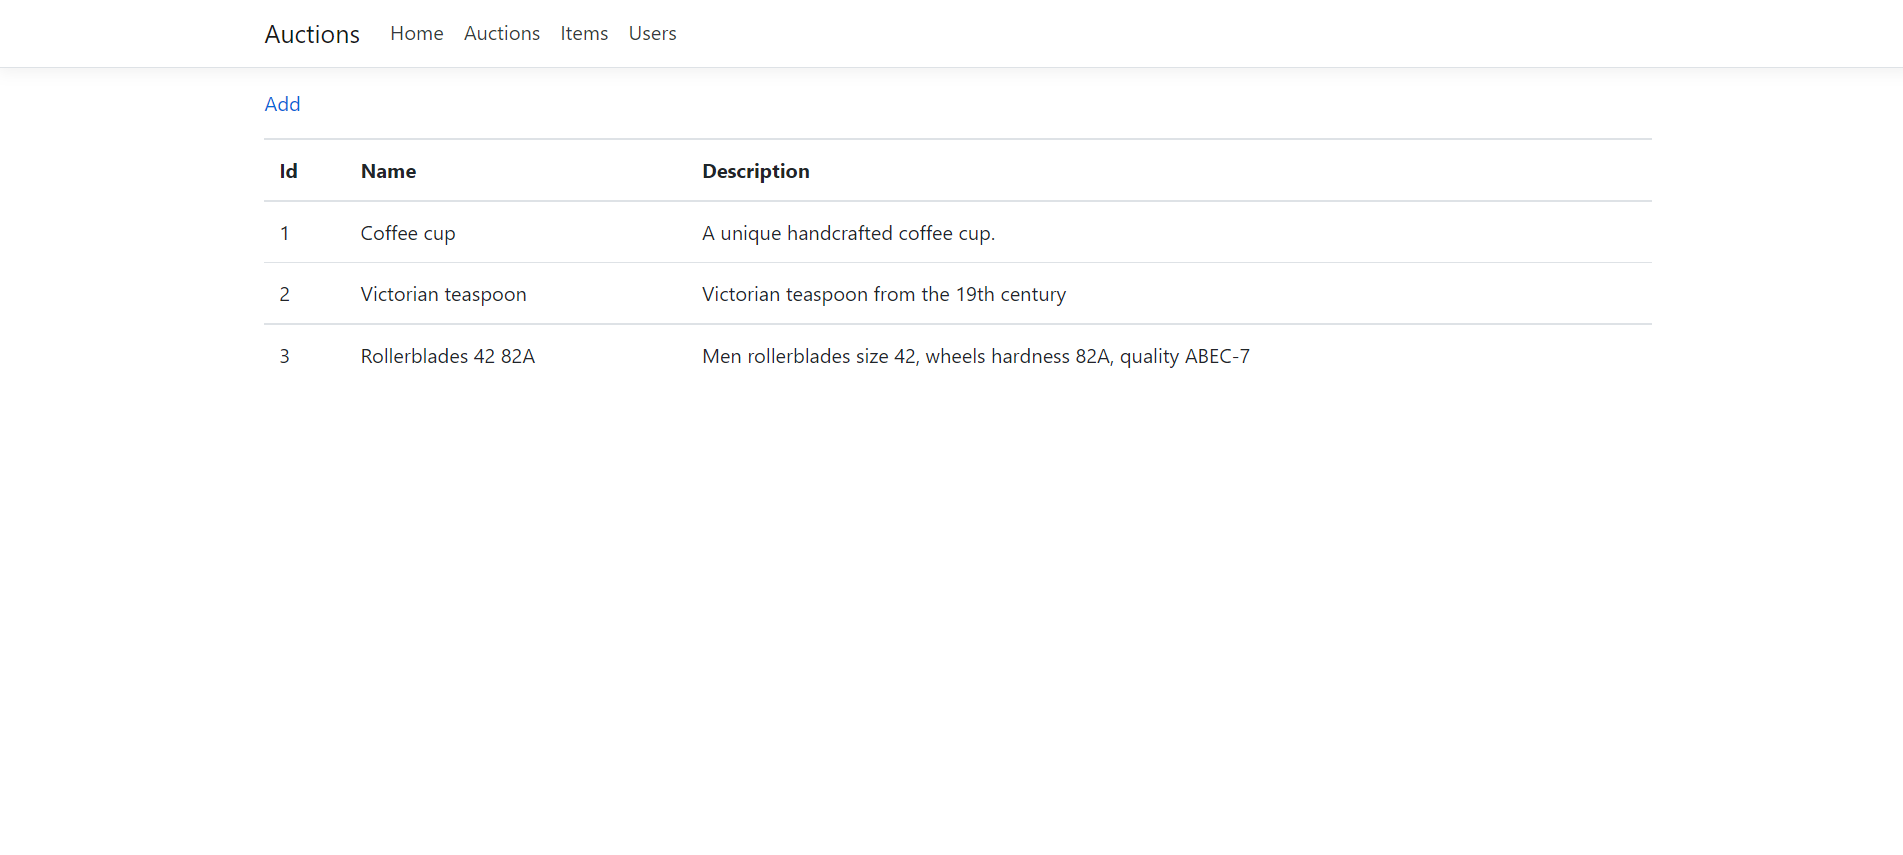 Auctions Home Auctions Items Users
Add
Id Name Description
1 Coffee cup A unique handcrafted coffee cup.
2 Victorian teaspoon Victorian teaspoon from the 19th century
3 Rollerblades 42 82A Men rollerblades size 42, wheels hardness 82A, quality ABEC-7